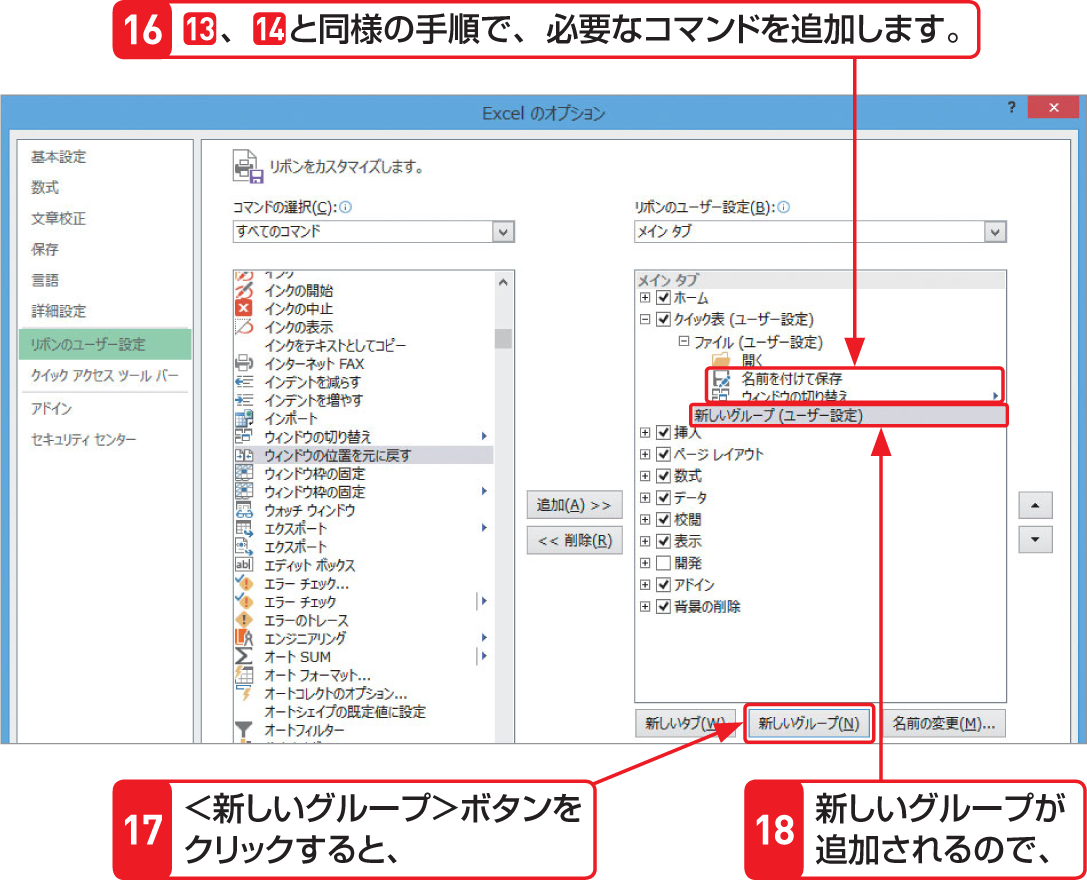 16 13、14と同様の手順で、必要なコマンドを追加します。
Excel のオプション
?
基本設定
数式
文章校正
保存
言語
詳細設定
リボンのユーザー設定
クイック アクセス ツール バー
アドイン
セキュリティ センター
リボンをカスタマイズします。
コマンドの選択(C):
すべてのコマンド
インクの開始
インクの中止
インクの表示
インクをテキストとしてコピー
インターネット FAX
インデントを減らす
インデントを増やす
インポート
ウィンドウの切り替え
ウィンドウの位置を元に戻す
ウィンドウ枠の固定
ウィンドウ枠の固定
ウォッチ ウィンドウ
エクスポート
エクスポート
エディット ボックス
エラー チェック...
エラー チェック
エラーのトレース
エンジニアリング
オート SUM
オート フォーマット...
オートコレクトのオプション...
オートシェイプの既定値に設定
オートフィルター
追加(A) >>
<< 削除(R)
リボンのユーザー設定(B):
メイン タブ
メイン タブ
ホーム
クイック表 (ユーザー設定)
ファイル (ユーザー設定)
開く
名前を付けて保存
ウィンドウの切り替え
新しいグループ (ユーザー設定)
挿入
ページ レイアウト
数式
データ
校閲
表示
開発
アドイン
背景の削除
新しいタブ(W)
新しいグループ(N)
名前の変更(M)...
17 <新しいグループ>ボタンを
クリックすると、
18 新しいグループが
追加されるので、